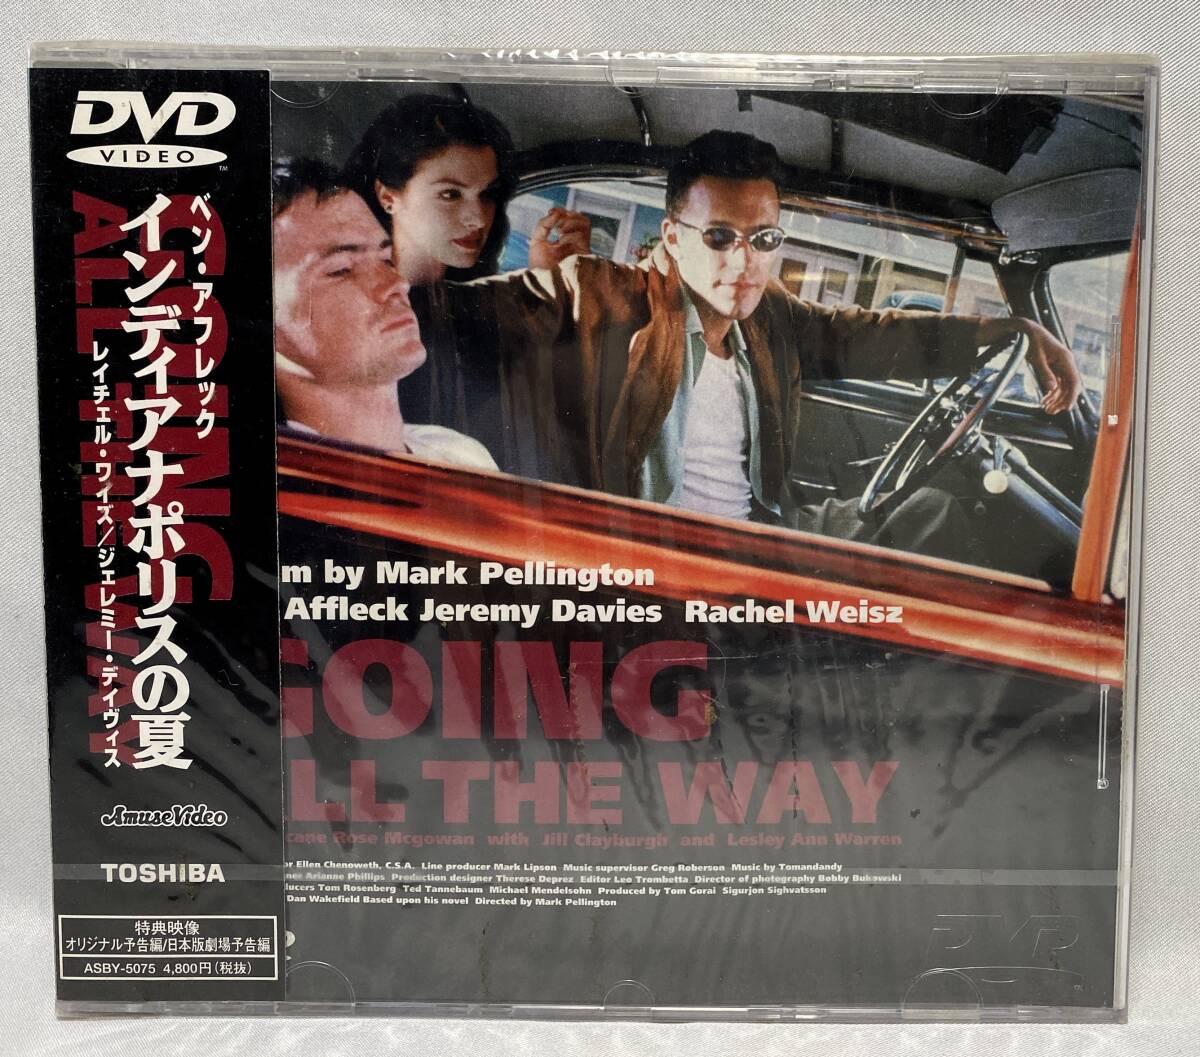 DVD
VIDEO
TM
GOING
ALL THE WAY
ベン・アフレック
インディアナポリスの夏
レイチェル・ワイズ/ジェレミー・デイヴィス
AmuseVideo
TOSHIBA
特典映像
オリジナル予告編/日本版劇場予告編
ASBY-5075 4,800円(税抜)
m by Mark Pellington
Affleck Jeremy Davies Rachel Weisz
GOING
LL THE WAY
cane Rose Mcgowan with Jill Clayburgh and Lesley Ann Warren
or Ellen Chenoweth, C.S.A. Line producer Mark Lipson Music supervisor Greg Roberson Music by Tomandandy
ner Arianne Phillips Production designer Therese Deprez Editor Leo Trombetta Director of photography Bobby Bukowski
ducers Tom Rosenberg Ted Tannebaum Michael Mendelsohn Produced by Tom Gorai Sigurjon Sighvatsson
Dan Wakefield Based upon his novel Directed by Mark Pellington
DVD